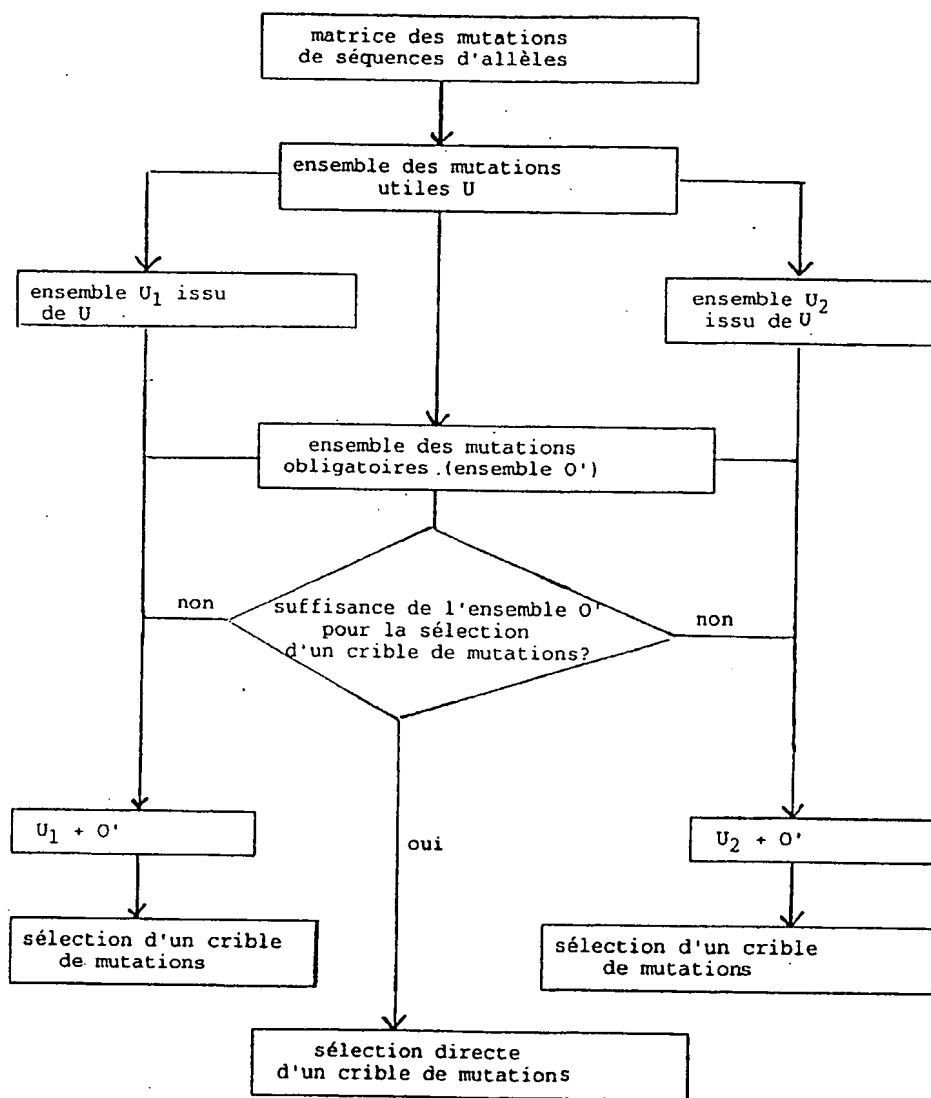 matrice des mutations
de séquences d'allèles
ensemble des mutations
utiles U
ensemble U1 issu
de U
ensemble U2
issu de U
ensemble des mutations
obligatoires.(ensemble O')
non
suffisance de l'ensemble O'
pour la sélection
d'un crible de mutations?
non
U1 + O'
oui
U2 + O'
sélection d'un crible
de mutations
sélection d'un crible
de mutations
sélection directe
d'un crible de mutations